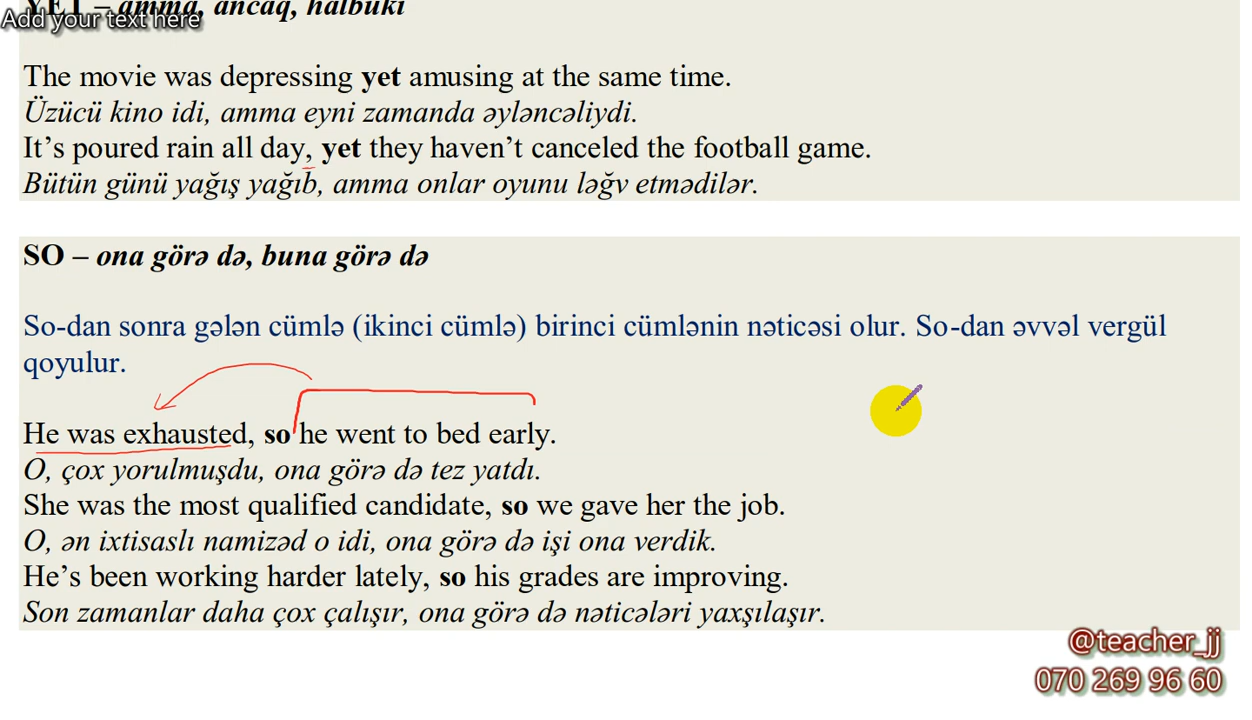 YET – amma, ancaq, halbuki
Add your text here
The movie was depressing yet amusing at the same time.
Üzücü kino idi, amma eyni zamanda əyləncəliydi.
It’s poured rain all day, yet they haven’t canceled the football game.
Bütün günü yağış yağıb, amma onlar oyunu ləğv etmədilər.
SO – ona görə də, buna görə də
So-dan sonra gələn cümlə (ikinci cümlə) birinci cümlənin nəticəsi olur. So-dan əvvəl vergül
qoyulur.
He was exhausted, so he went to bed early.
O, çox yorulmuşdu, ona görə də tez yatdı.
She was the most qualified candidate, so we gave her the job.
O, ən ixtisaslı namizəd o idi, ona görə də işi ona verdik.
He’s been working harder lately, so his grades are improving.
Son zamanlar daha çox çalışır, ona görə də nəticələri yaxşılaşır.
@teacher_jj
070 269 96 60